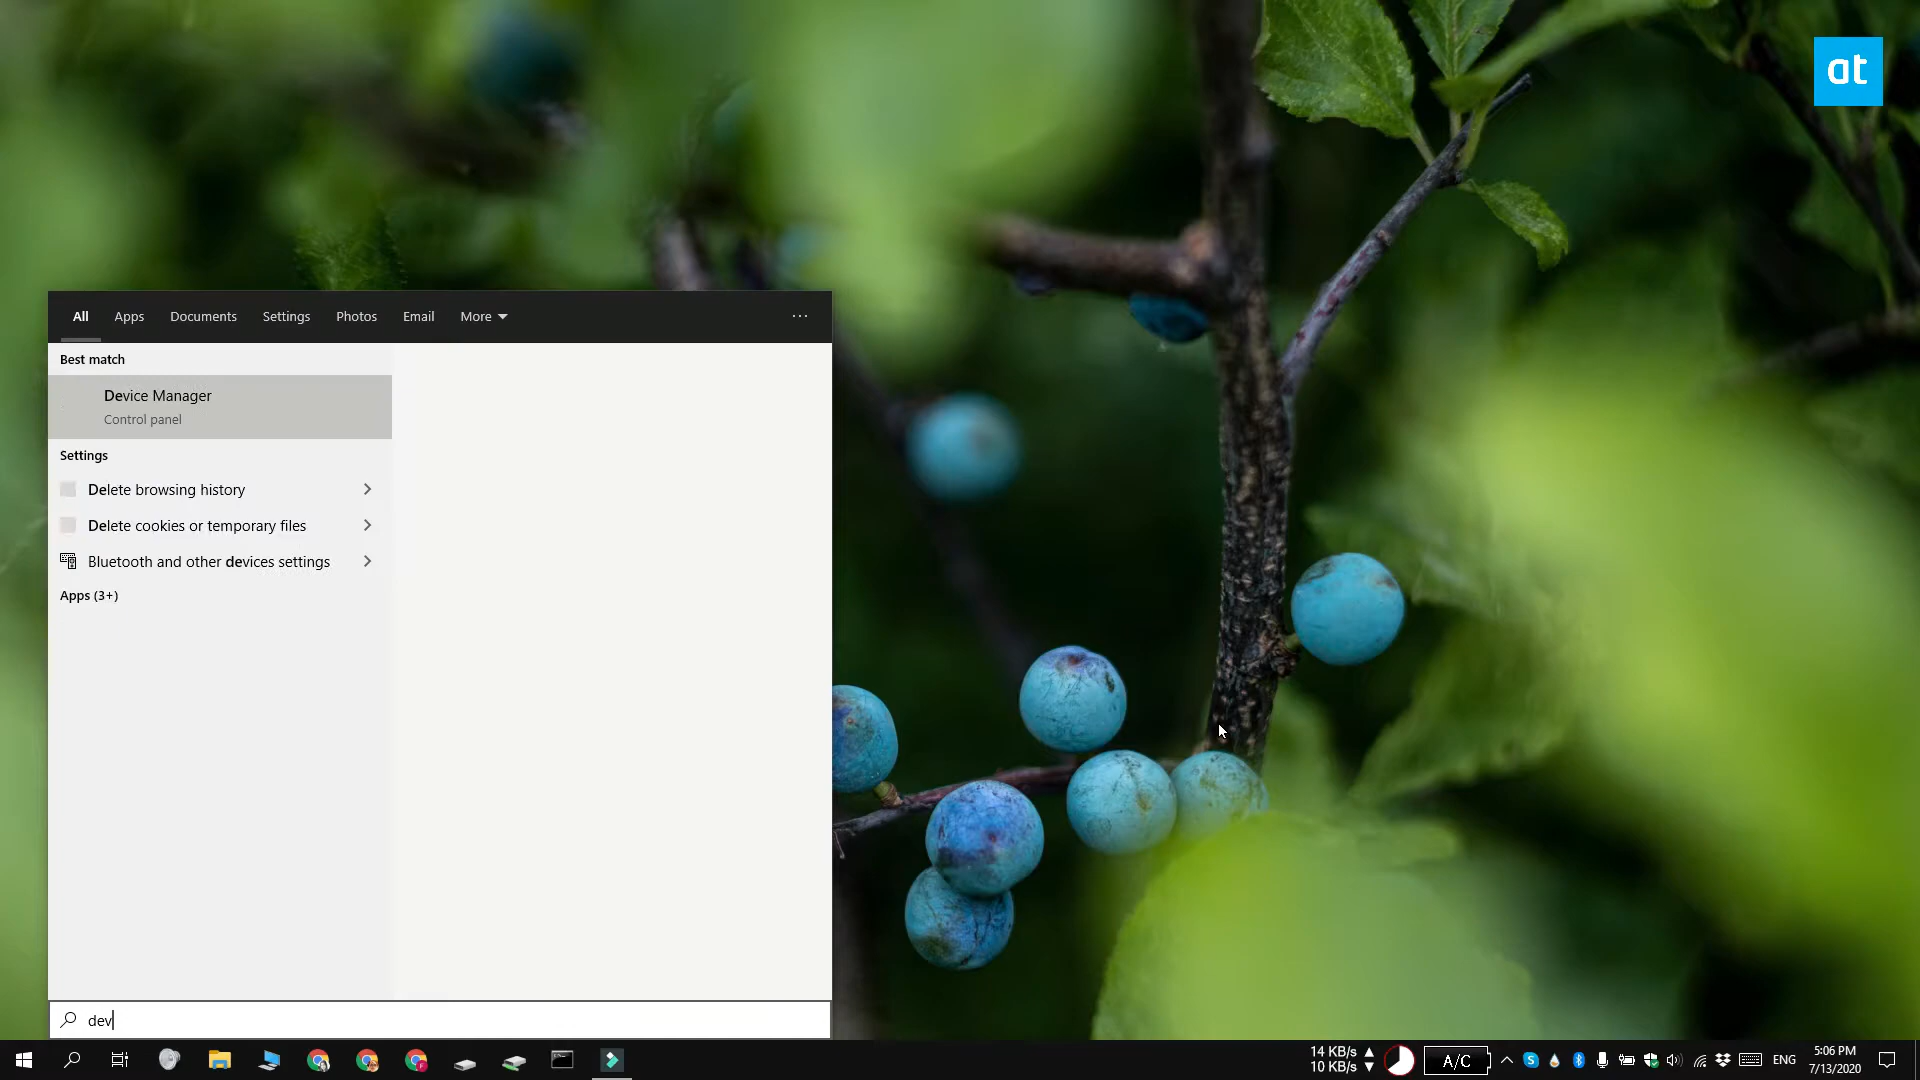 at
All Apps Documents Settings Photos Email More ...
Best match
Device Manager
Control panel
Settings
Delete browsing history
Delete cookies or temporary files
Bluetooth and other devices settings
Apps (3+)
dev
14 KB/s
10 KB/s
A/C
ENG
5:06 PM
7/13/2020